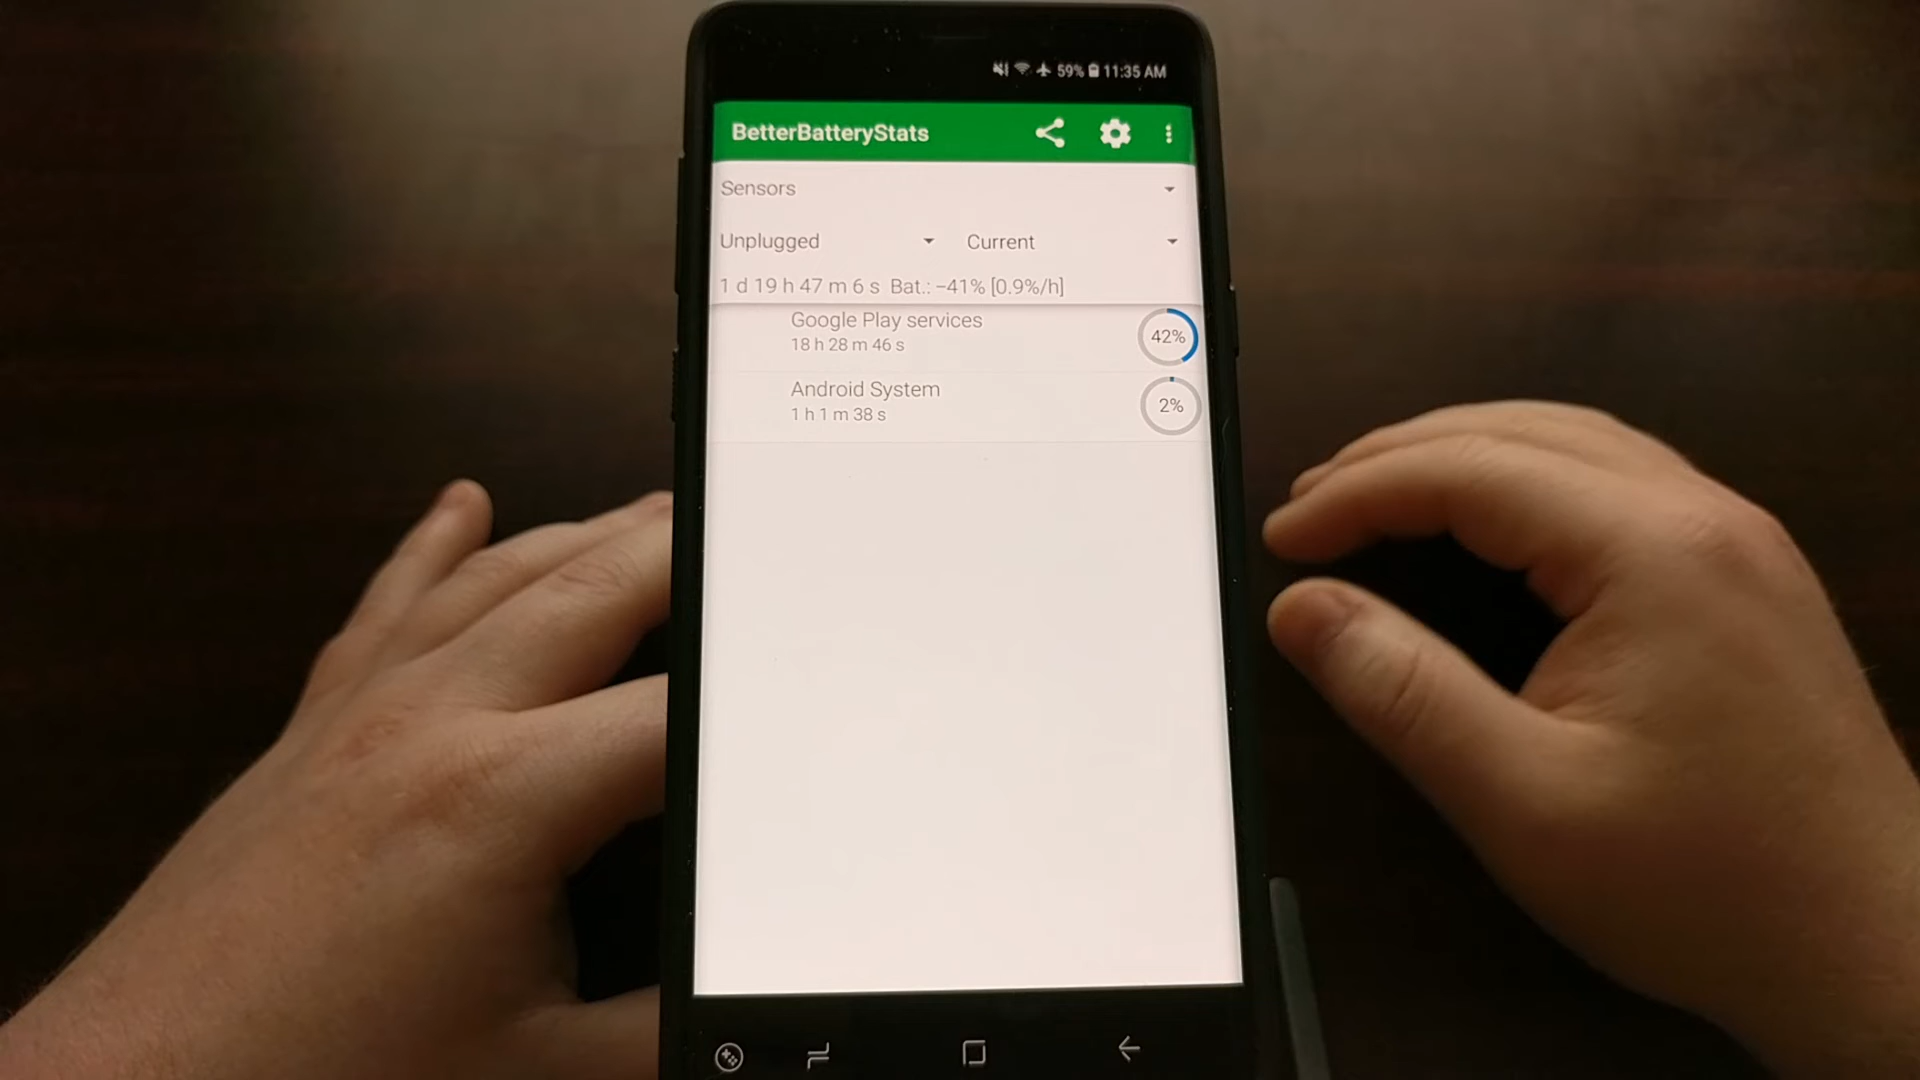 59% 11:35 AM
BetterBatteryStats
Sensors
Unplugged Current
1 d 19 h 47 m 6 s Bat.: −41% [0.9%/h]
Google Play services
18 h 28 m 46 s
42%
Android System
1 h 1 m 38 s
2%